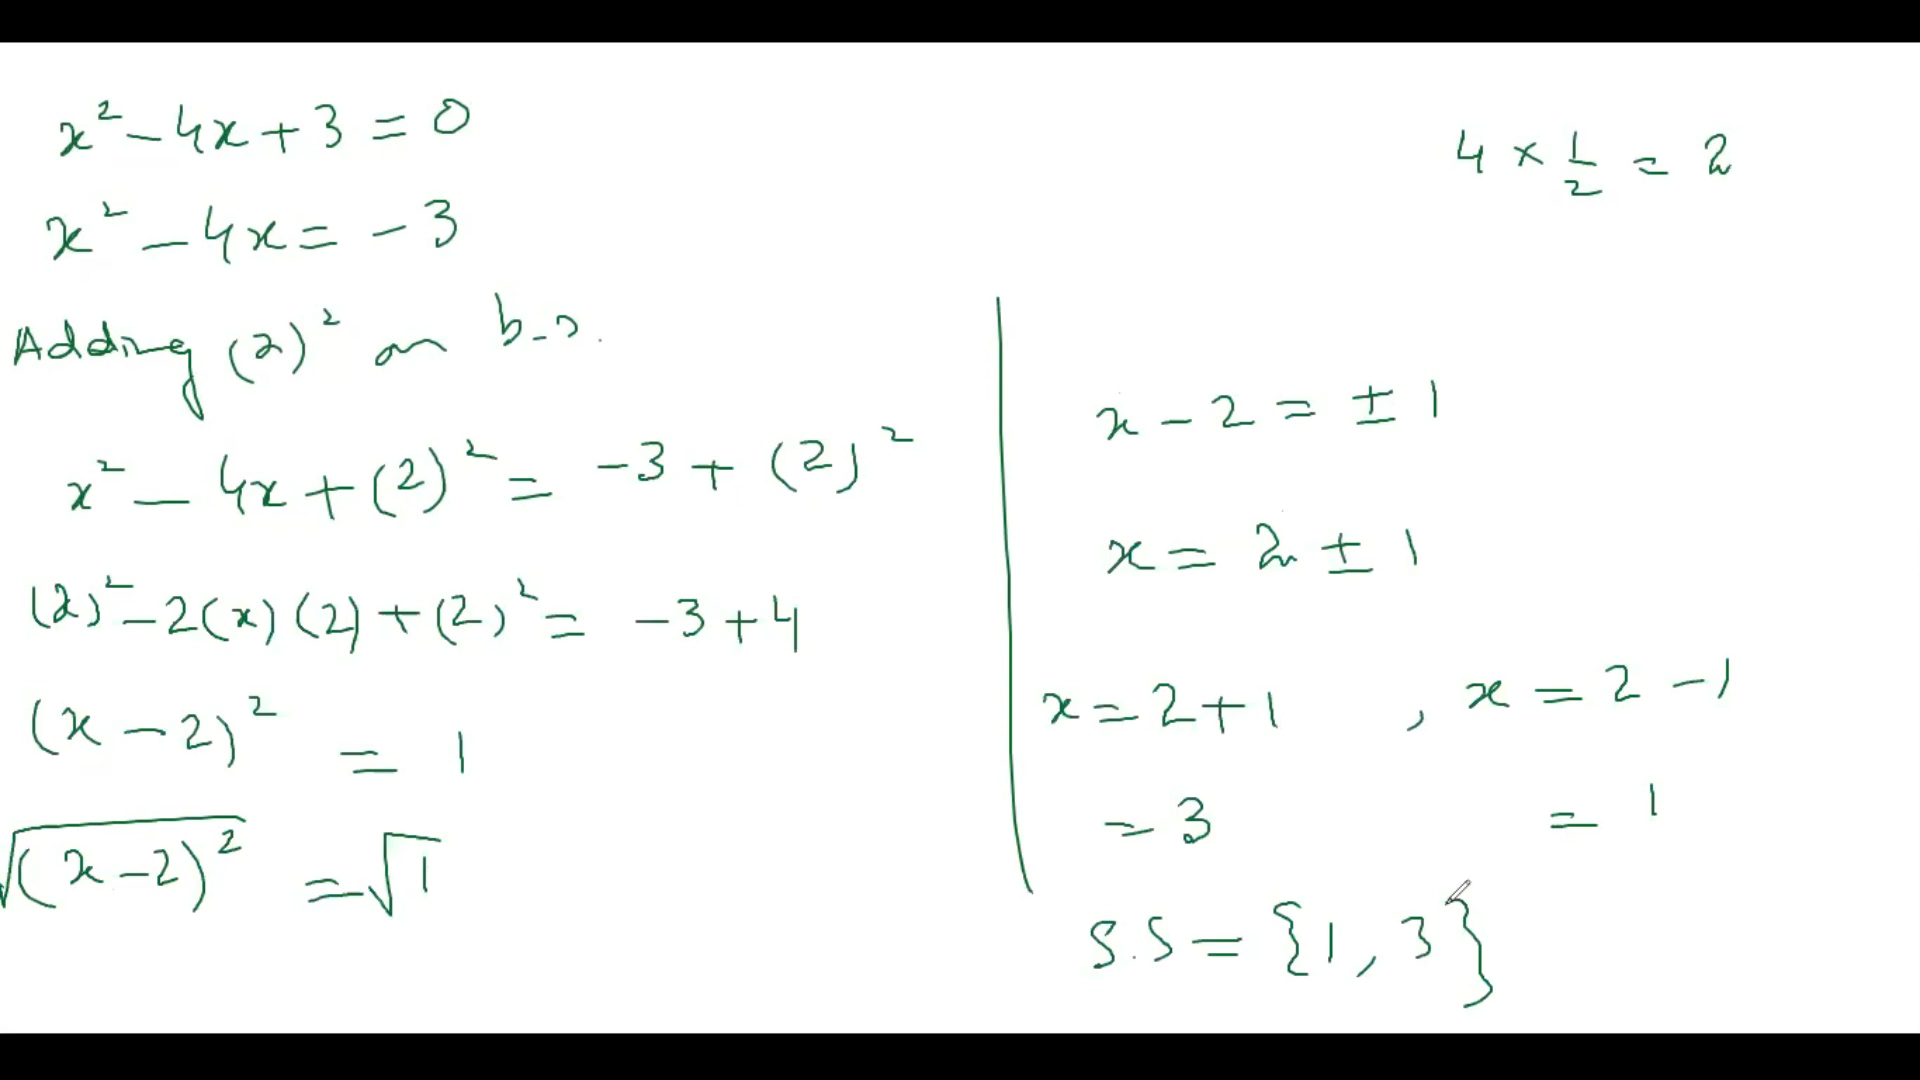 x² - 4x + 3 = 0
x² - 4x = -3
Adding (2)² on b.s.
x² - 4x + (2)² = -3 + (2)²
(2)² - 2(x)(2) + (2)² = -3 + 4
(x - 2)² = 1
√(x - 2)² = √1
4 × 1/2 = 2
x - 2 = ± 1
x = 2 ± 1
x = 2 + 1 , x = 2 - 1
= 3 = 1
S.S = {1, 3}